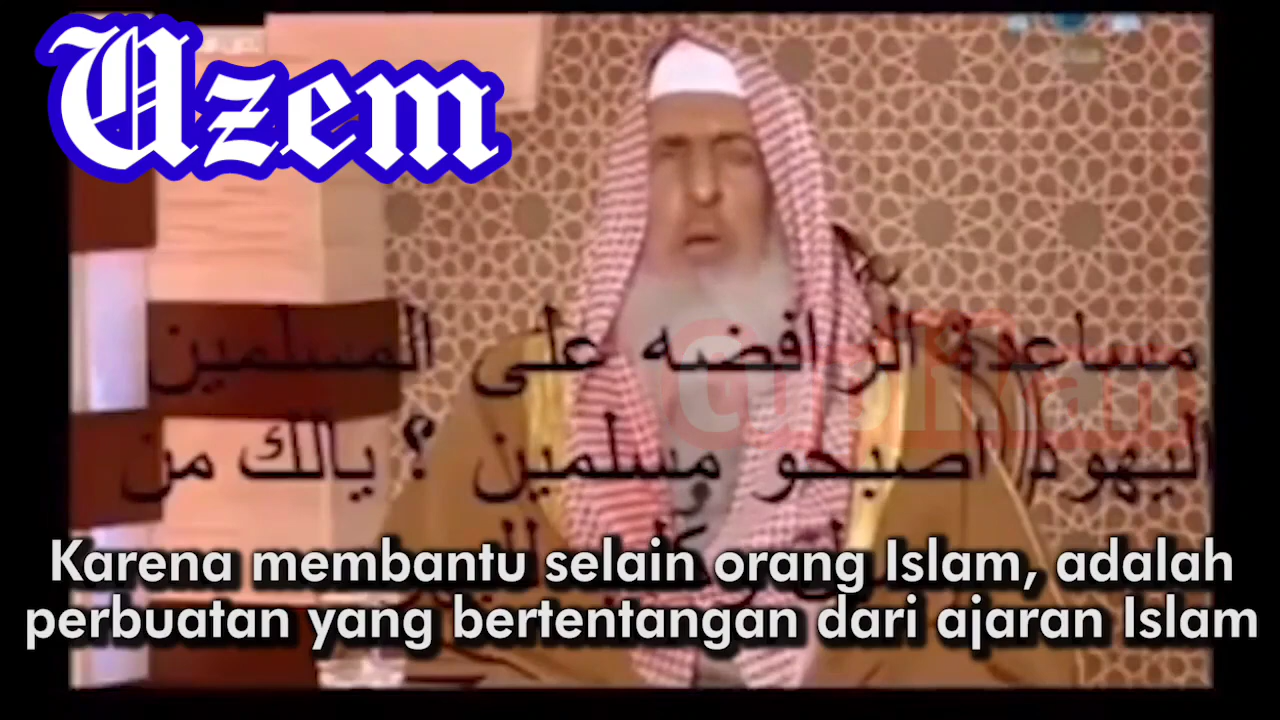 Uzem
مساعدة الرافضه على المسلمين
اليهود اصبحو مسلمين ؟ يالك من
Karena membantu selain orang Islam, adalah
perbuatan yang bertentangan dari ajaran Islam